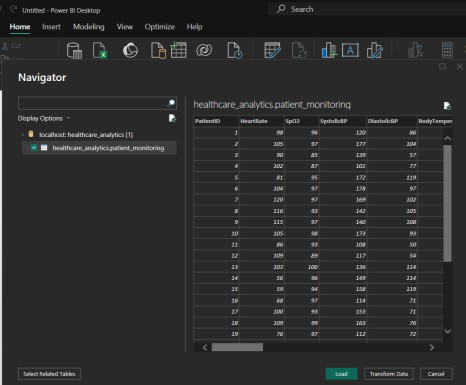 Untitled - Power BI Desktop
Search
Home Insert Modeling View Optimize Help
Cut
Navigator
Display Options
localhost: healthcare_analytics [1]
healthcare_analytics.patient_monitoring
healthcare_analytics.patient_monitoring
PatientID HeartRate SpO2 SystolicBP DiastolicBP BodyTemper
1 98 96 120 86
2 105 97 177 104
3 90 85 139 57
4 102 87 101 77
5 81 95 172 119
6 104 97 178 97
7 120 97 169 102
8 116 93 142 105
9 115 97 140 108
10 105 98 173 93
11 86 93 108 50
12 109 89 117 54
13 103 100 136 114
14 56 96 149 114
15 59 94 158 119
16 68 97 114 71
17 100 93 153 71
18 109 99 163 76
19 76 97 112 72
Select Related Tables
Load
Transform Data
Cancel